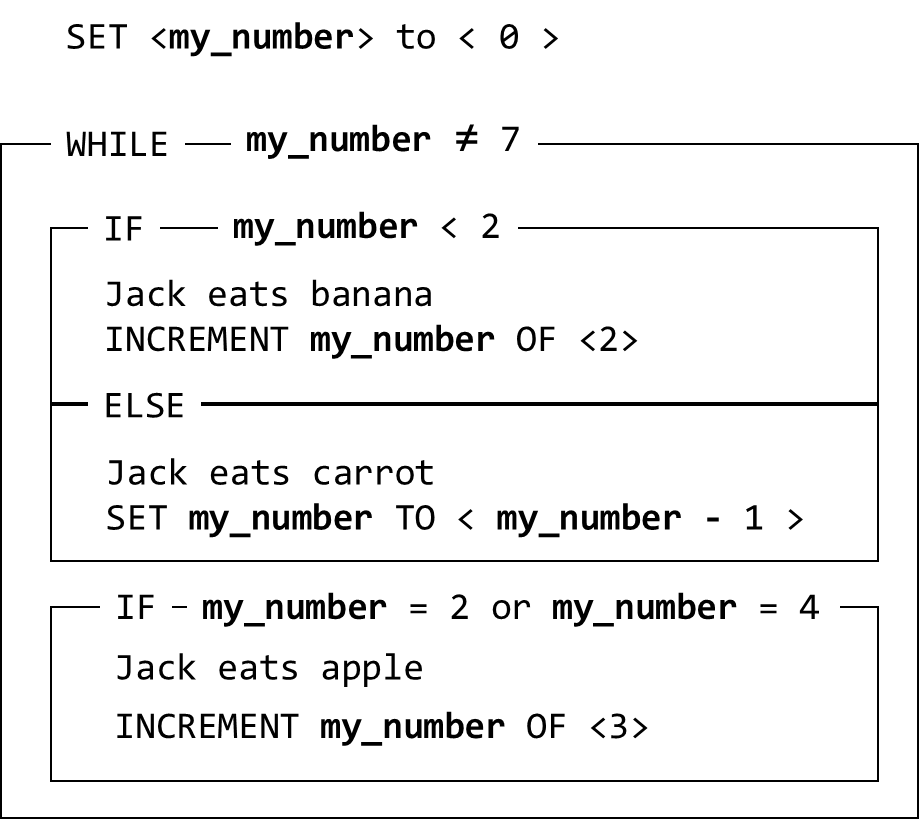 SET <my_number> to < 0 >
WHILE my_number ≠ 7
IF my_number < 2
Jack eats banana
INCREMENT my_number OF <2>
ELSE
Jack eats carrot
SET my_number TO < my_number - 1 >
IF my_number = 2 or my_number = 4
Jack eats apple
INCREMENT my_number OF <3>